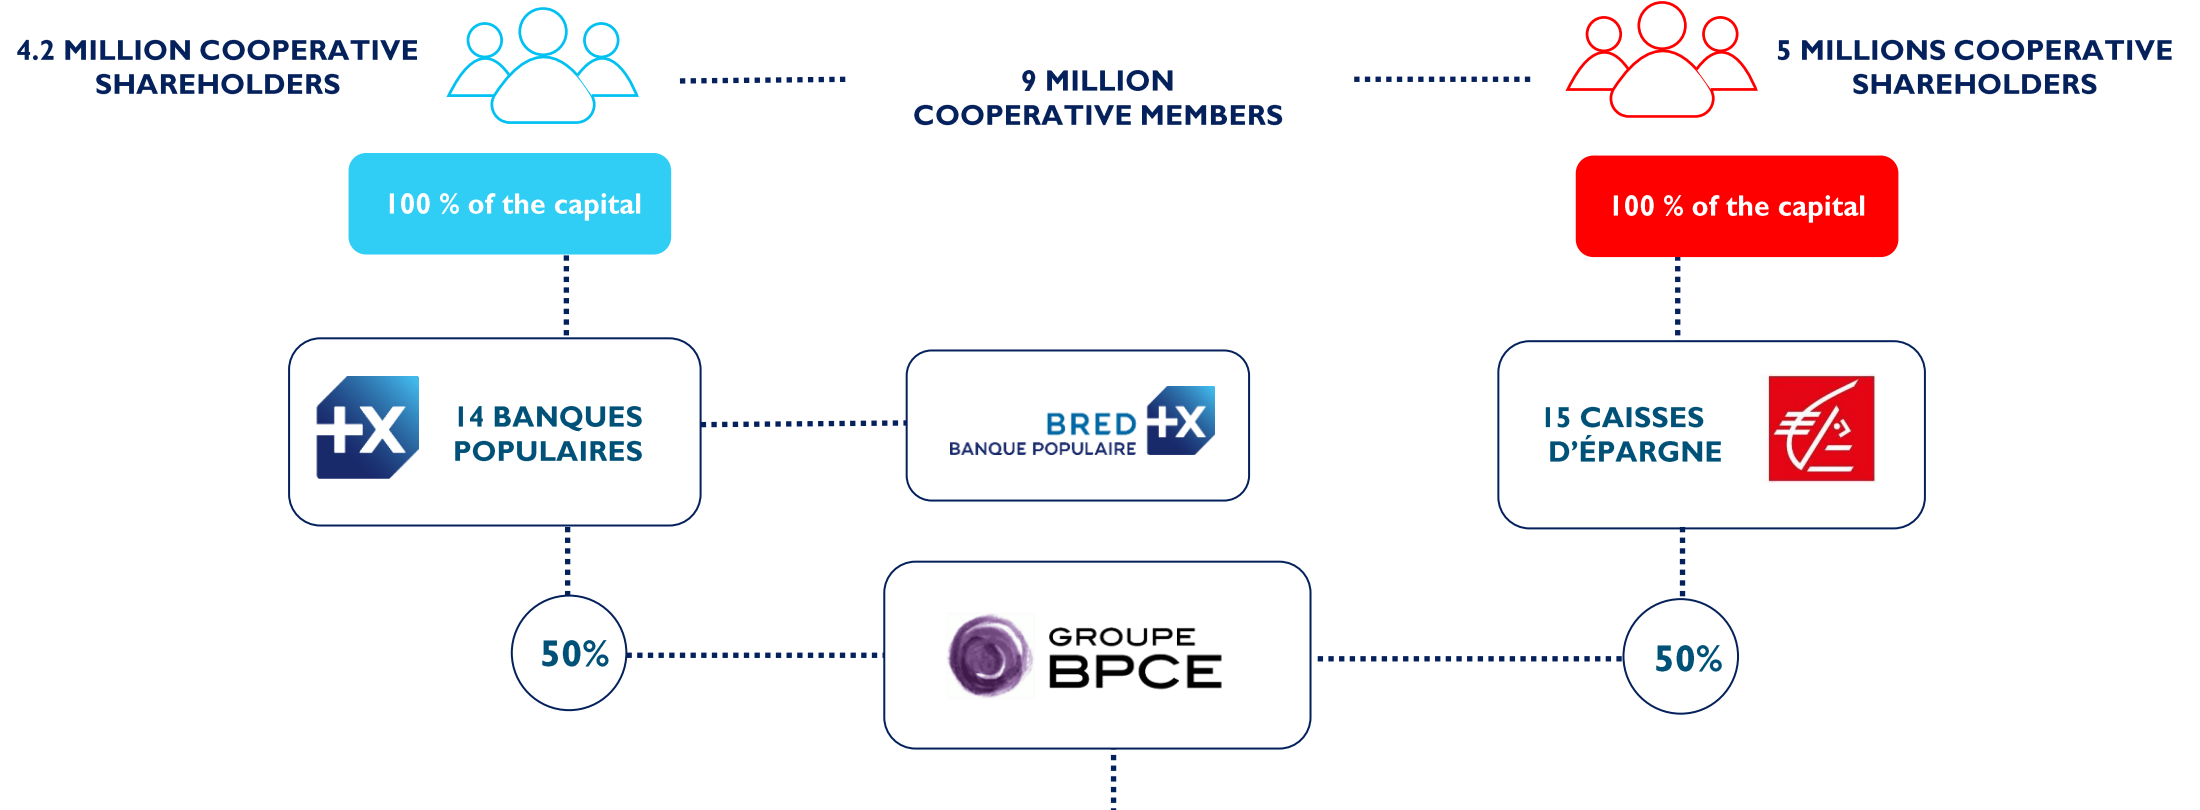 4.2 MILLION COOPERATIVE
SHAREHOLDERS
9 MILLION
COOPERATIVE MEMBERS
5 MILLIONS COOPERATIVE
SHAREHOLDERS
100 % of the capital
100 % of the capital
+X
14 BANQUES
POPULAIRES
BRED
BANQUE POPULAIRE
+X
15 CAISSES
D’ÉPARGNE
50%
GROUPE
BPCE
50%